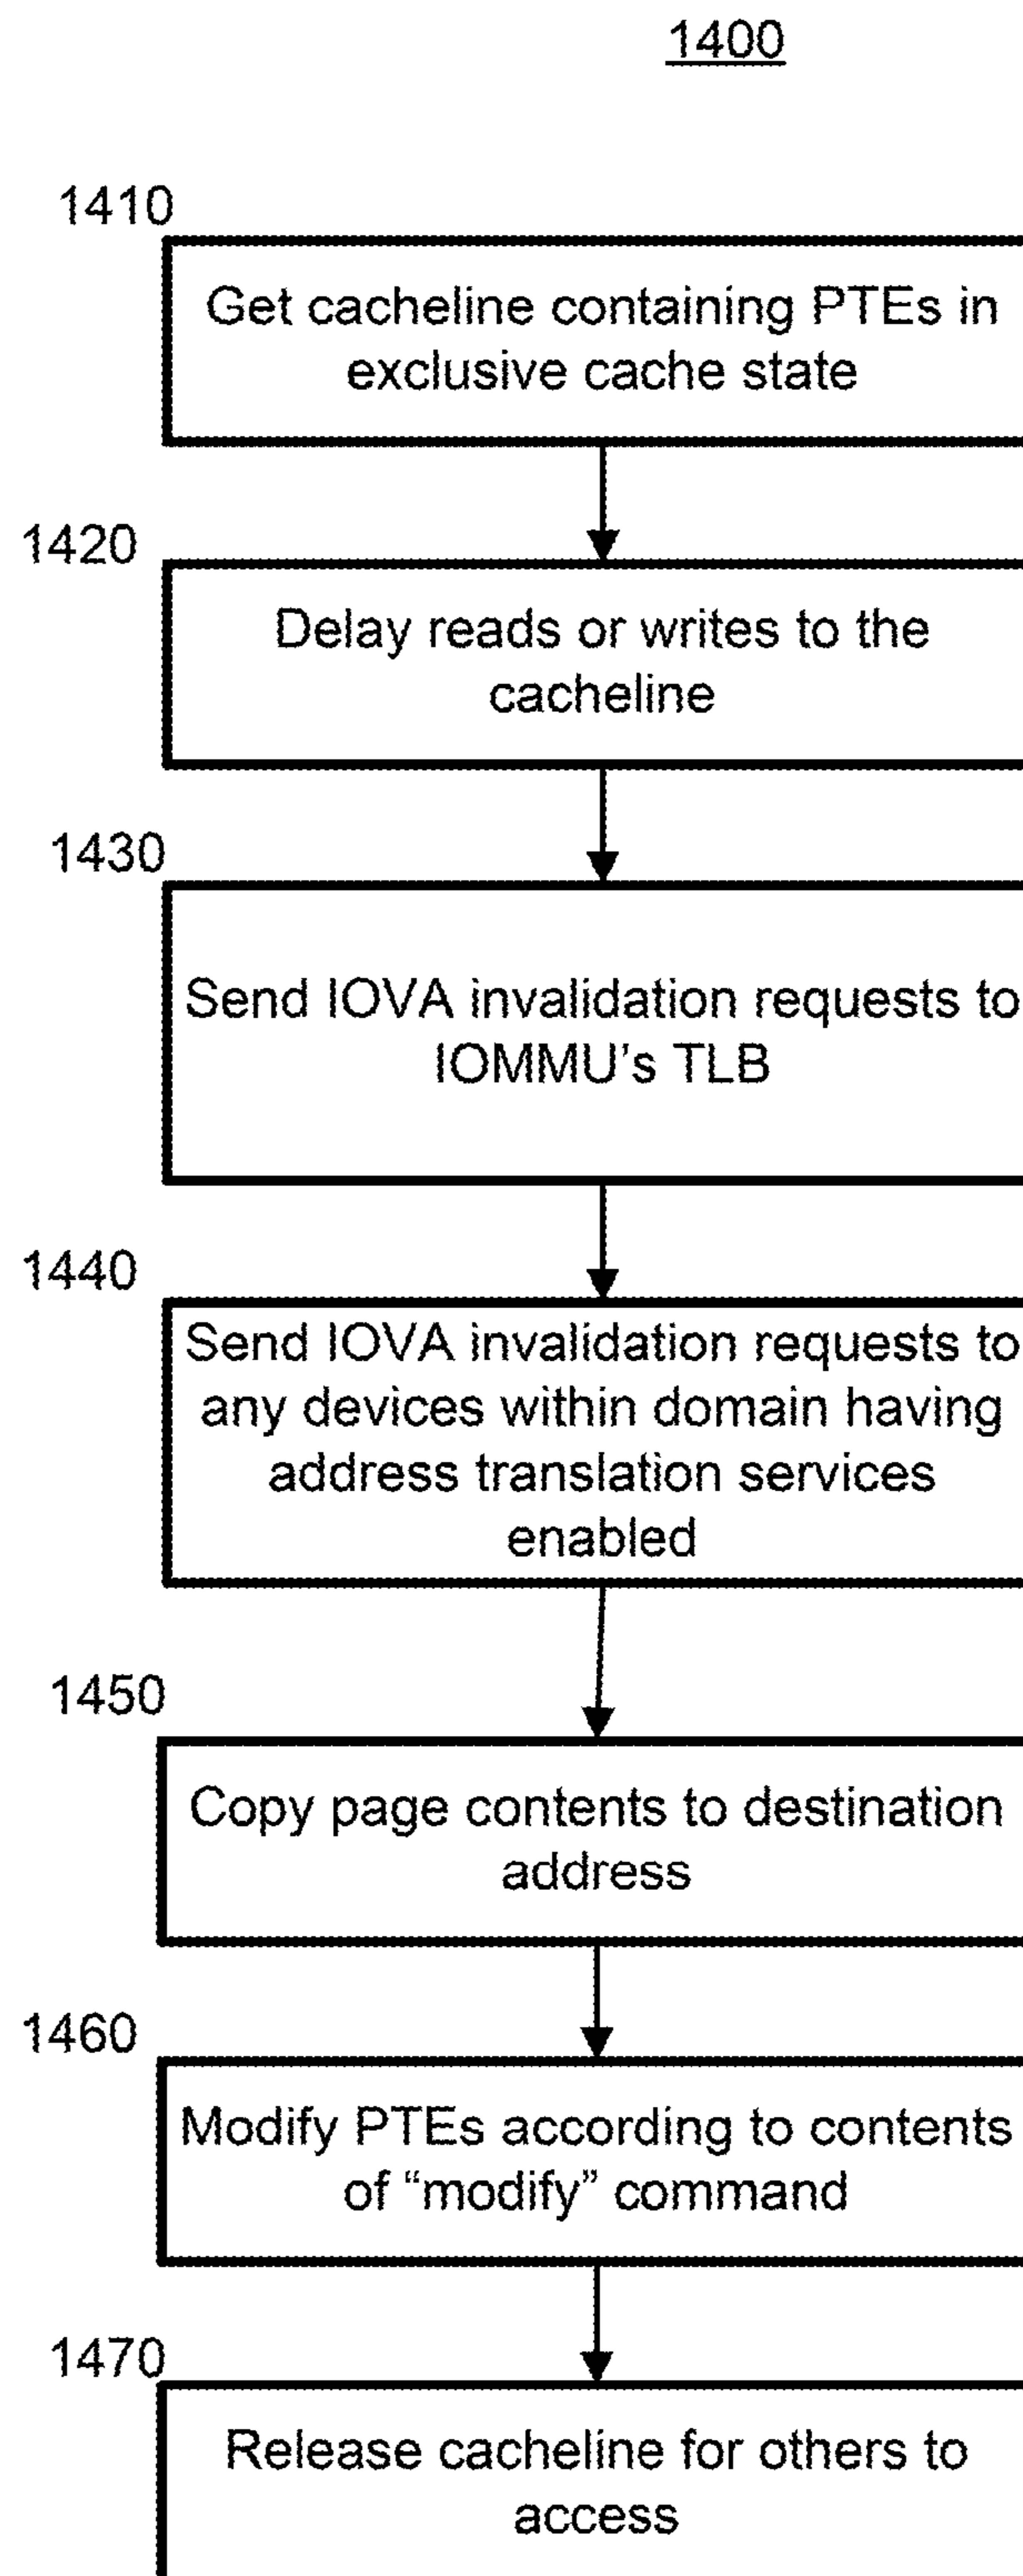 1400
1410
Get cacheline containing PTEs in
exclusive cache state
1420
Delay reads or writes to the
cacheline
1430
Send IOVA invalidation requests to
IOMMU's TLB
1440
Send IOVA invalidation requests to
any devices within domain having
address translation services
enabled
1450
Copy page contents to destination
address
1460
Modify PTEs according to contents
of “modify” command
1470
Release cacheline for others to
access